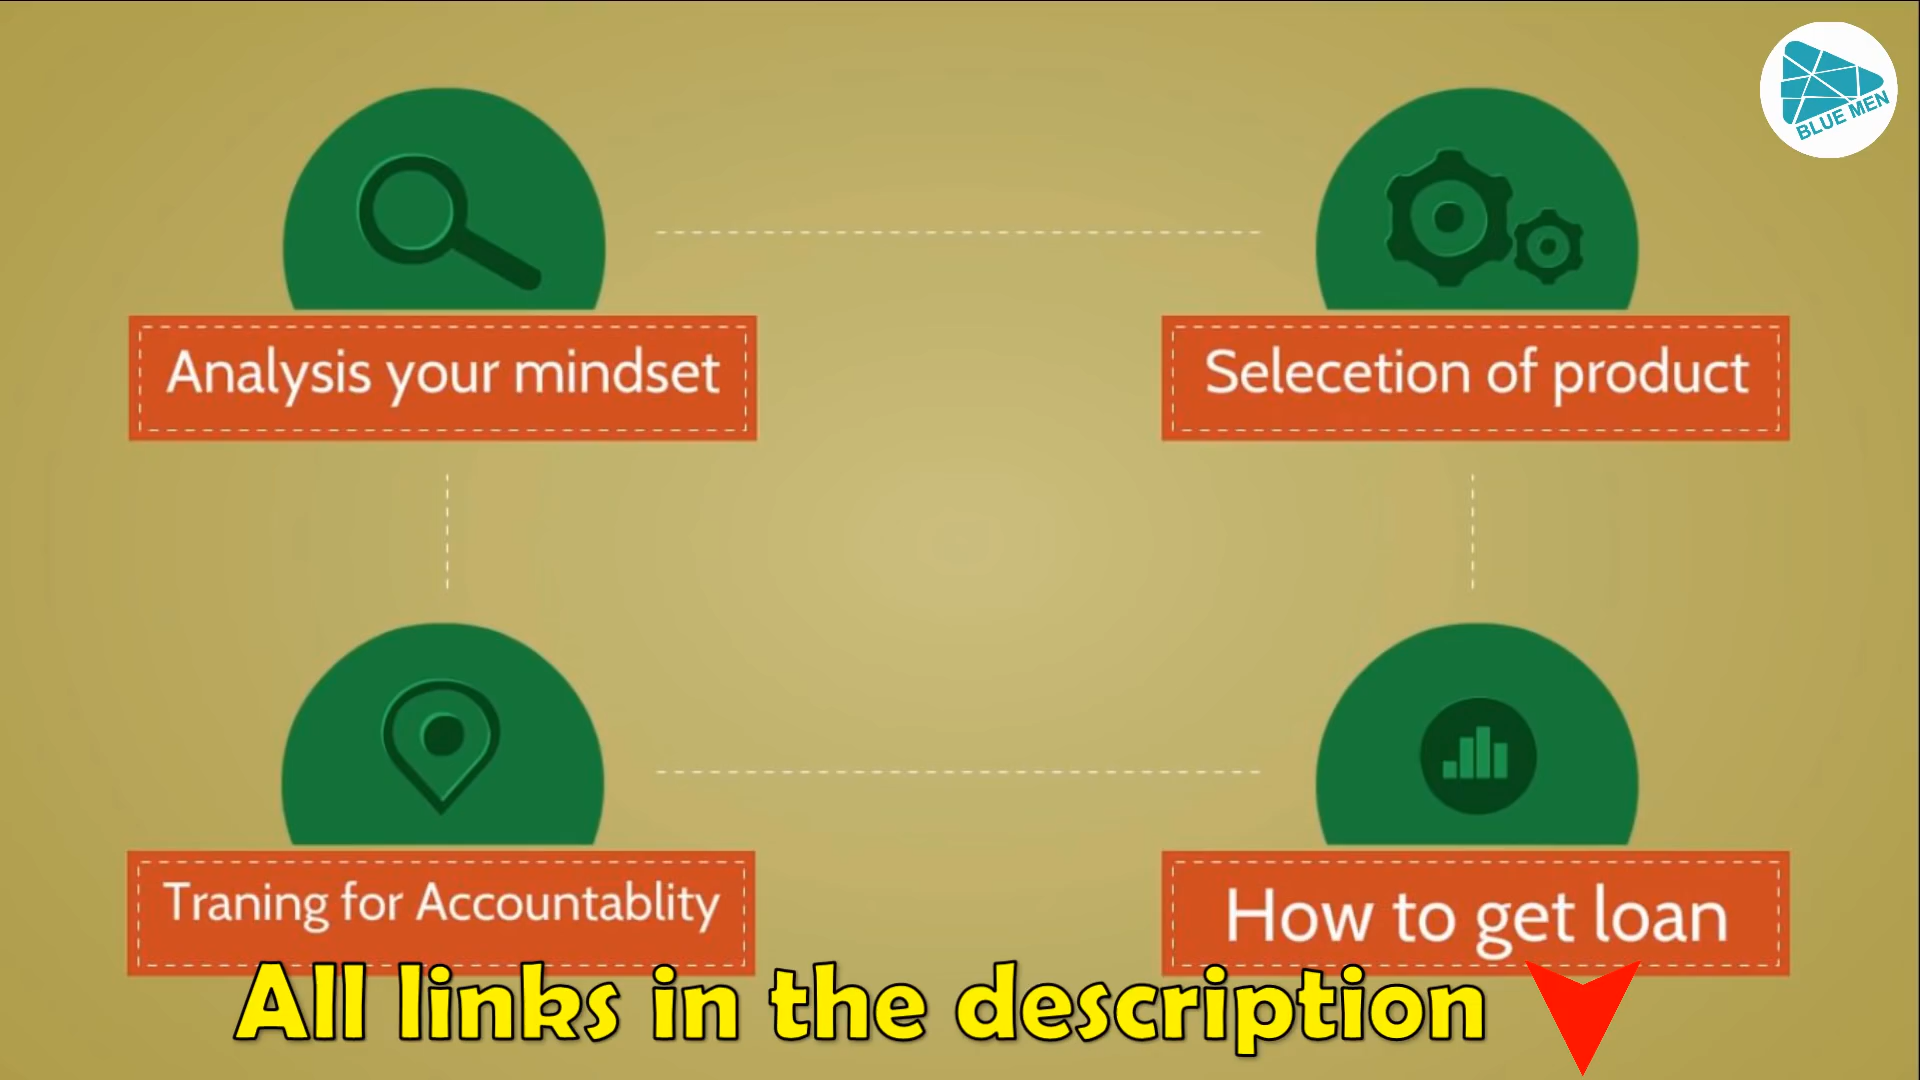 BLUE MEN
Analysis your mindset
Selecetion of product
Traning for Accountablity
How to get loan
All links in the description